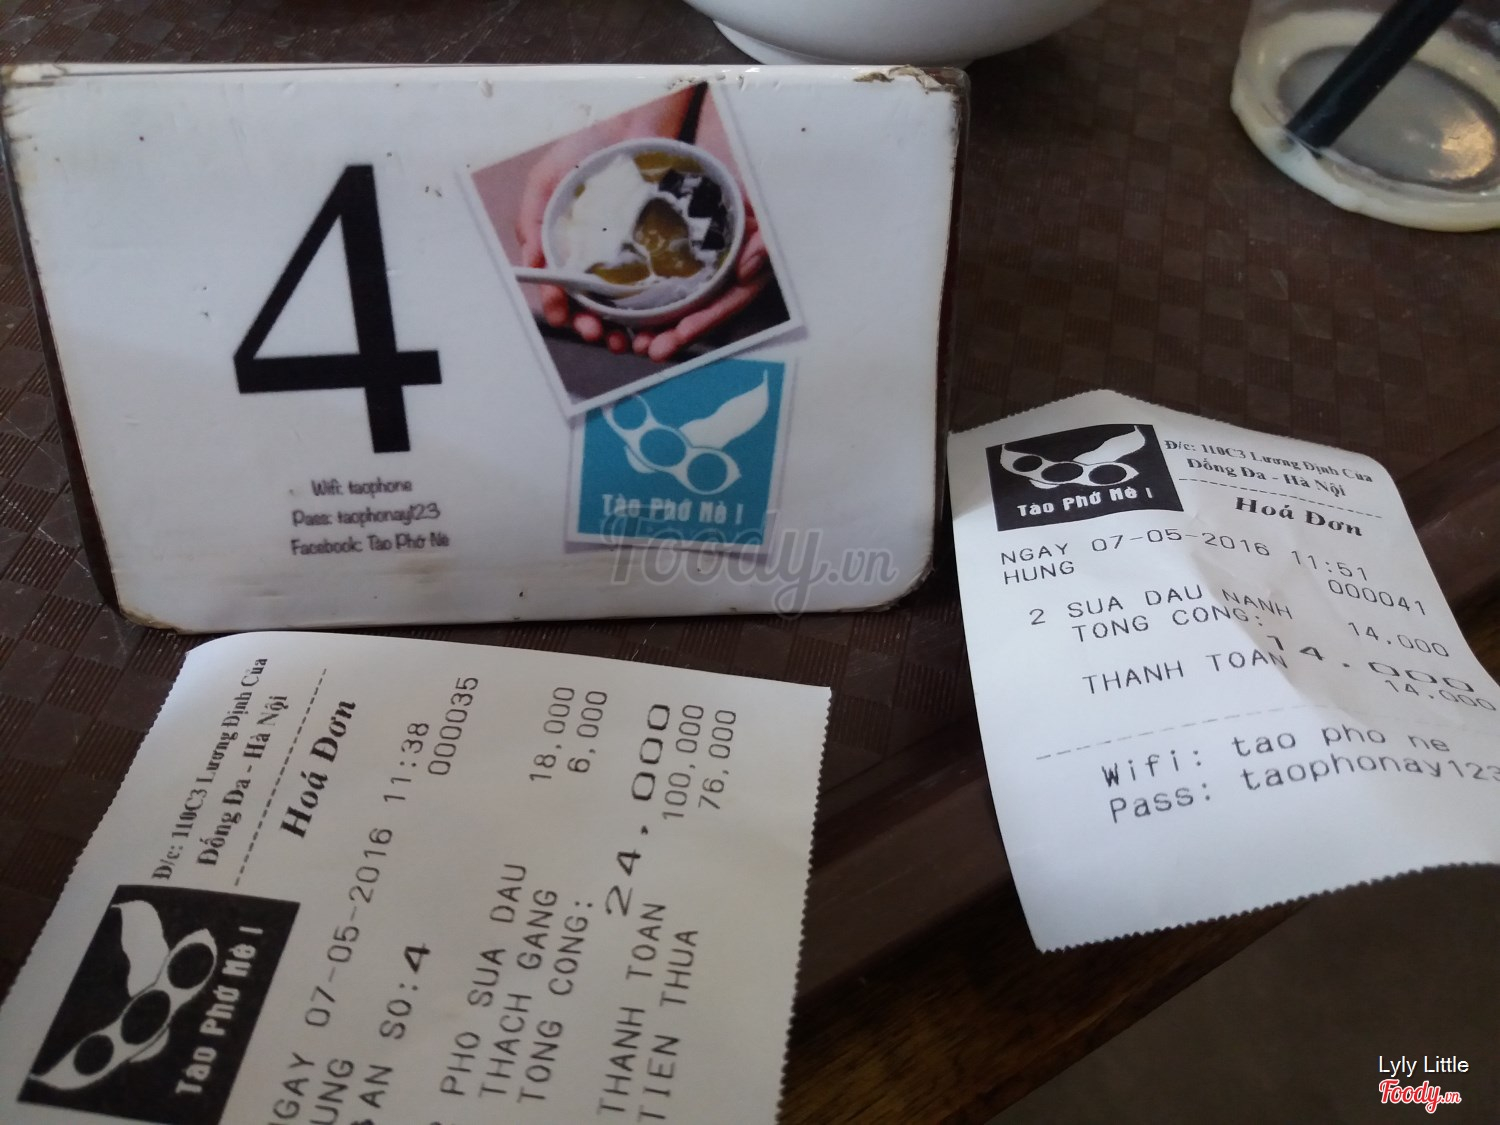 4
Wifi: taophone
Pass: taophonay123
Facebook: Tào Phớ Nè
Tào Phớ Nè !
Foody.vn
Tào Phớ Nè !
Đ/c: 110C3 Lương Định Của
Đống Đa - Hà Nội
Hoá Đơn
NGAY 07-05-2016 11:51
HUNG 000041
2 SUA DAU NANH 14,000
TONG CONG: 14.000
THANH TOAN 14,000
Wifi: tao pho ne
Pass: taophonay123
Tào Phớ Nè !
Đ/c: 110C3 Lương Định Của
Đống Đa - Hà Nội
Hoá Đơn
NGAY 07-05-2016 11:38
UNG 000035
AN SO:4
PHO SUA DAU 18,000
THACH GANG 6,000
TONG CONG: 24.000
THANH TOAN 100,000
TIEN THUA 76,000
Lyly Little
Foody.vn